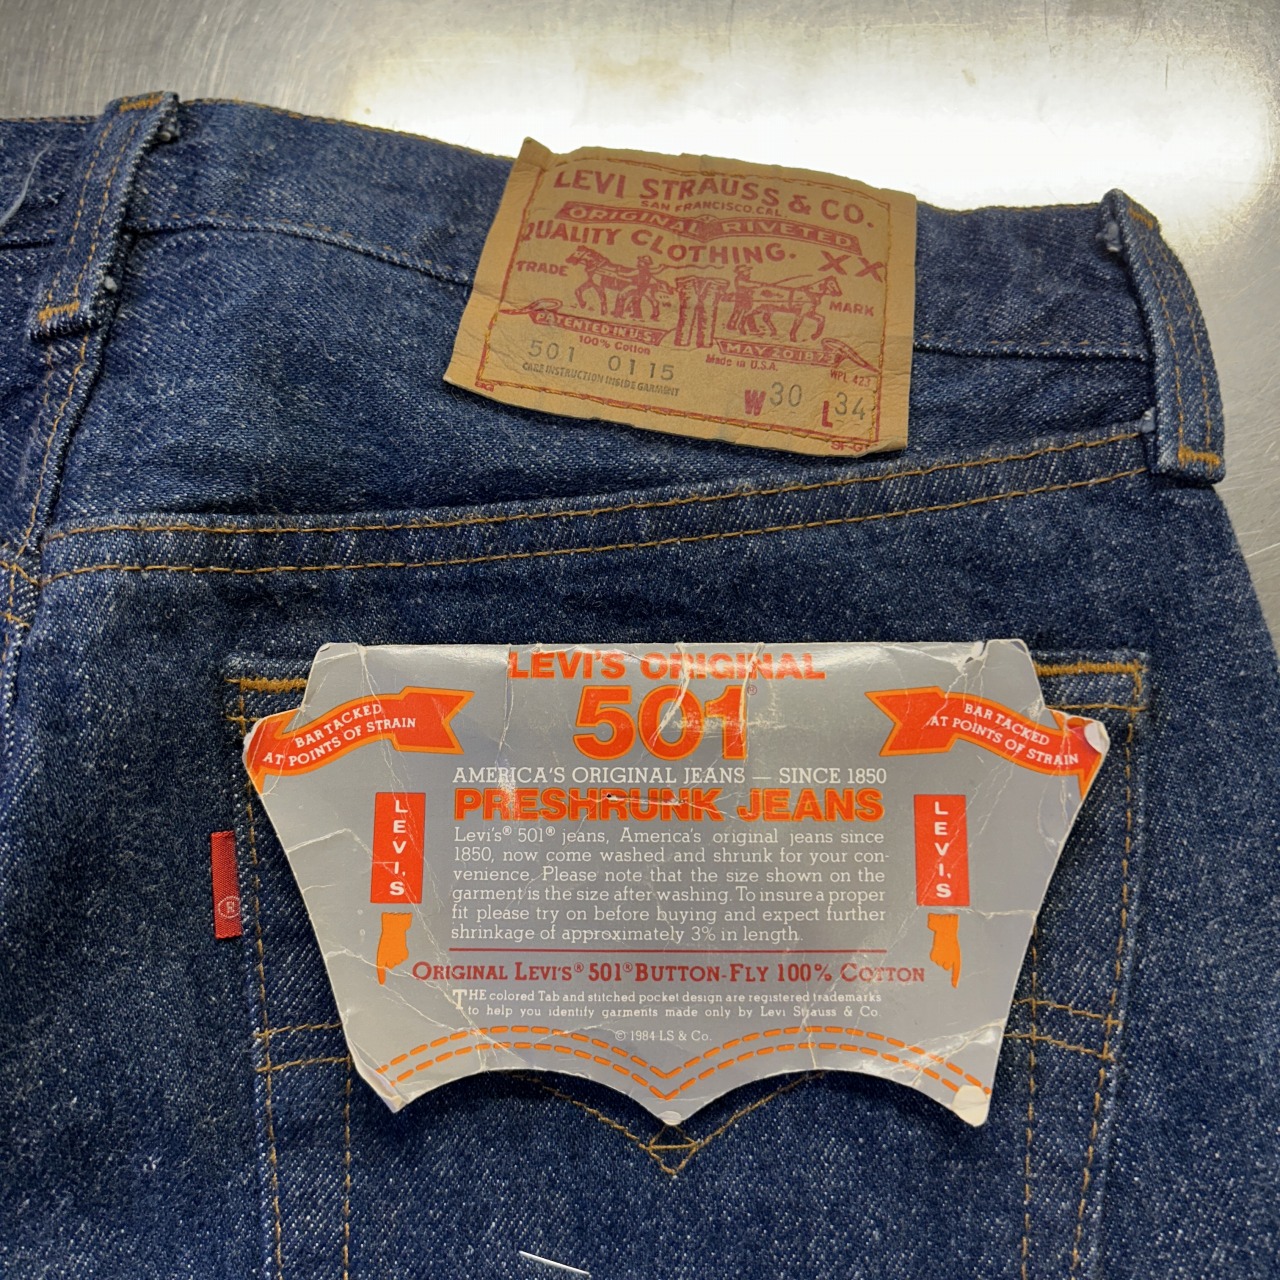 LEVI STRAUSS & CO.
SAN FRANCISCO, CAL.
ORIGINAL RIVETED
QUALITY CLOTHING.
XX
TRADE MARK
PATENTED IN U.S. MAY 20 1873
100% Cotton Made in U.S.A.
501 0115 WPL 423
CARE INSTRUCTION INSIDE GARMENT
W 30 L 34
LEVI'S ORIGINAL
501®
BARTACKED
AT POINTS OF STRAIN
BARTACKED
AT POINTS OF STRAIN
AMERICA'S ORIGINAL JEANS — SINCE 1850
PRESHRUNK JEANS
LEVI'S
LEVI'S
Levi's® 501® jeans, America's original jeans since
1850, now come washed and shrunk for your con-
venience. Please note that the size shown on the
garment is the size after washing. To insure a proper
fit please try on before buying and expect further
shrinkage of approximately 3% in length.
ORIGINAL LEVI'S® 501® BUTTON-FLY 100% COTTON
THE colored Tab and stitched pocket design are registered trademarks
to help you identify garments made only by Levi Strauss & Co.
© 1984 LS & Co.
®